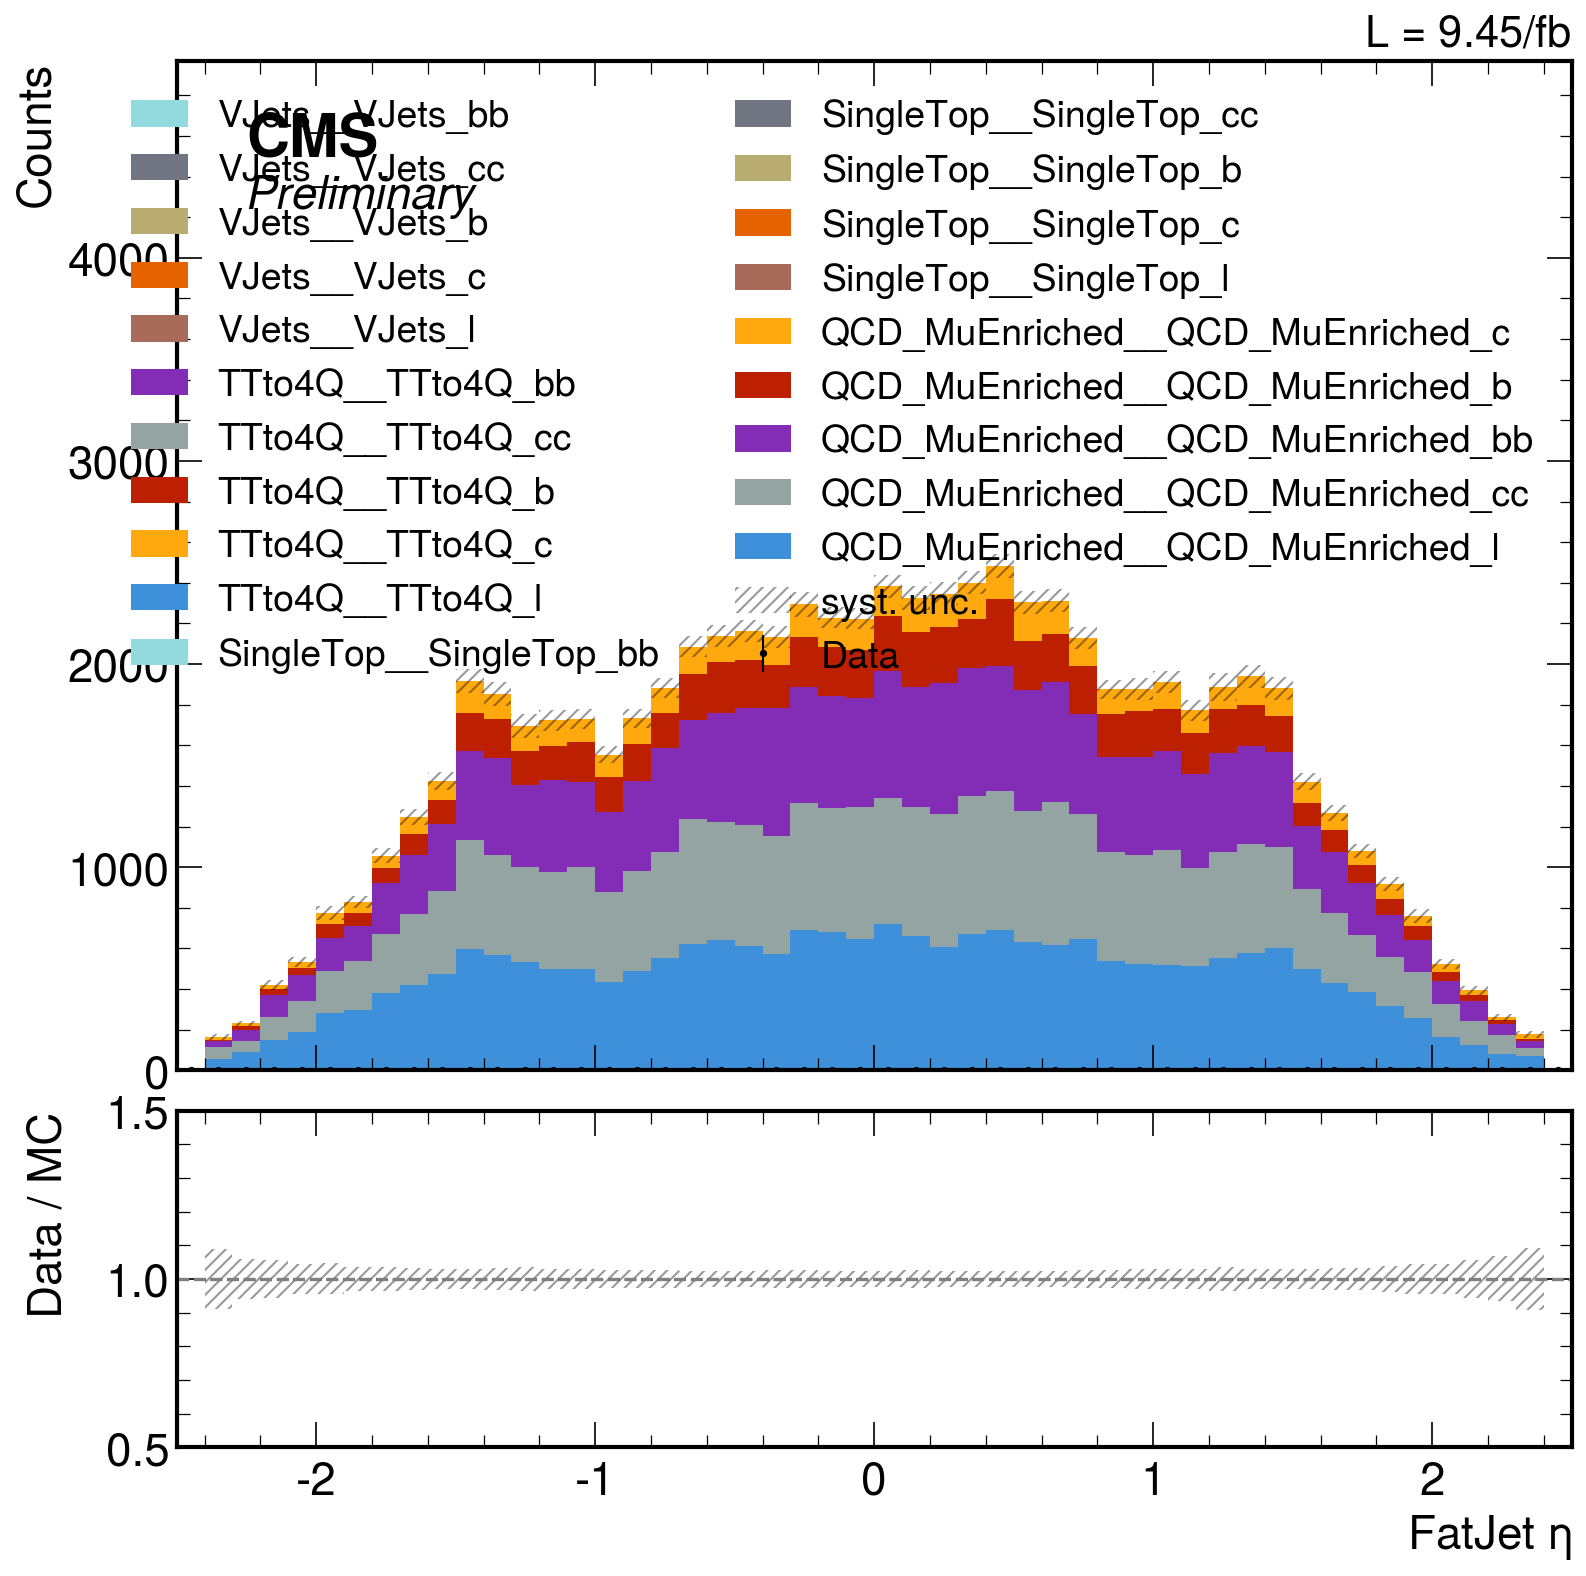 L = 9.45/fb
Counts
CMS
Preliminary
VJets__VJets_bb
VJets__VJets_cc
VJets__VJets_b
VJets__VJets_c
VJets__VJets_l
TTto4Q__TTto4Q_bb
TTto4Q__TTto4Q_cc
TTto4Q__TTto4Q_b
TTto4Q__TTto4Q_c
TTto4Q__TTto4Q_l
SingleTop__SingleTop_bb
SingleTop__SingleTop_cc
SingleTop__SingleTop_b
SingleTop__SingleTop_c
SingleTop__SingleTop_l
QCD_MuEnriched__QCD_MuEnriched_c
QCD_MuEnriched__QCD_MuEnriched_b
QCD_MuEnriched__QCD_MuEnriched_bb
QCD_MuEnriched__QCD_MuEnriched_cc
QCD_MuEnriched__QCD_MuEnriched_l
syst. unc.
Data
4000
3000
2000
1000
0
Data / MC
1.5
1.0
0.5
-2 -1 0 1 2
FatJet η